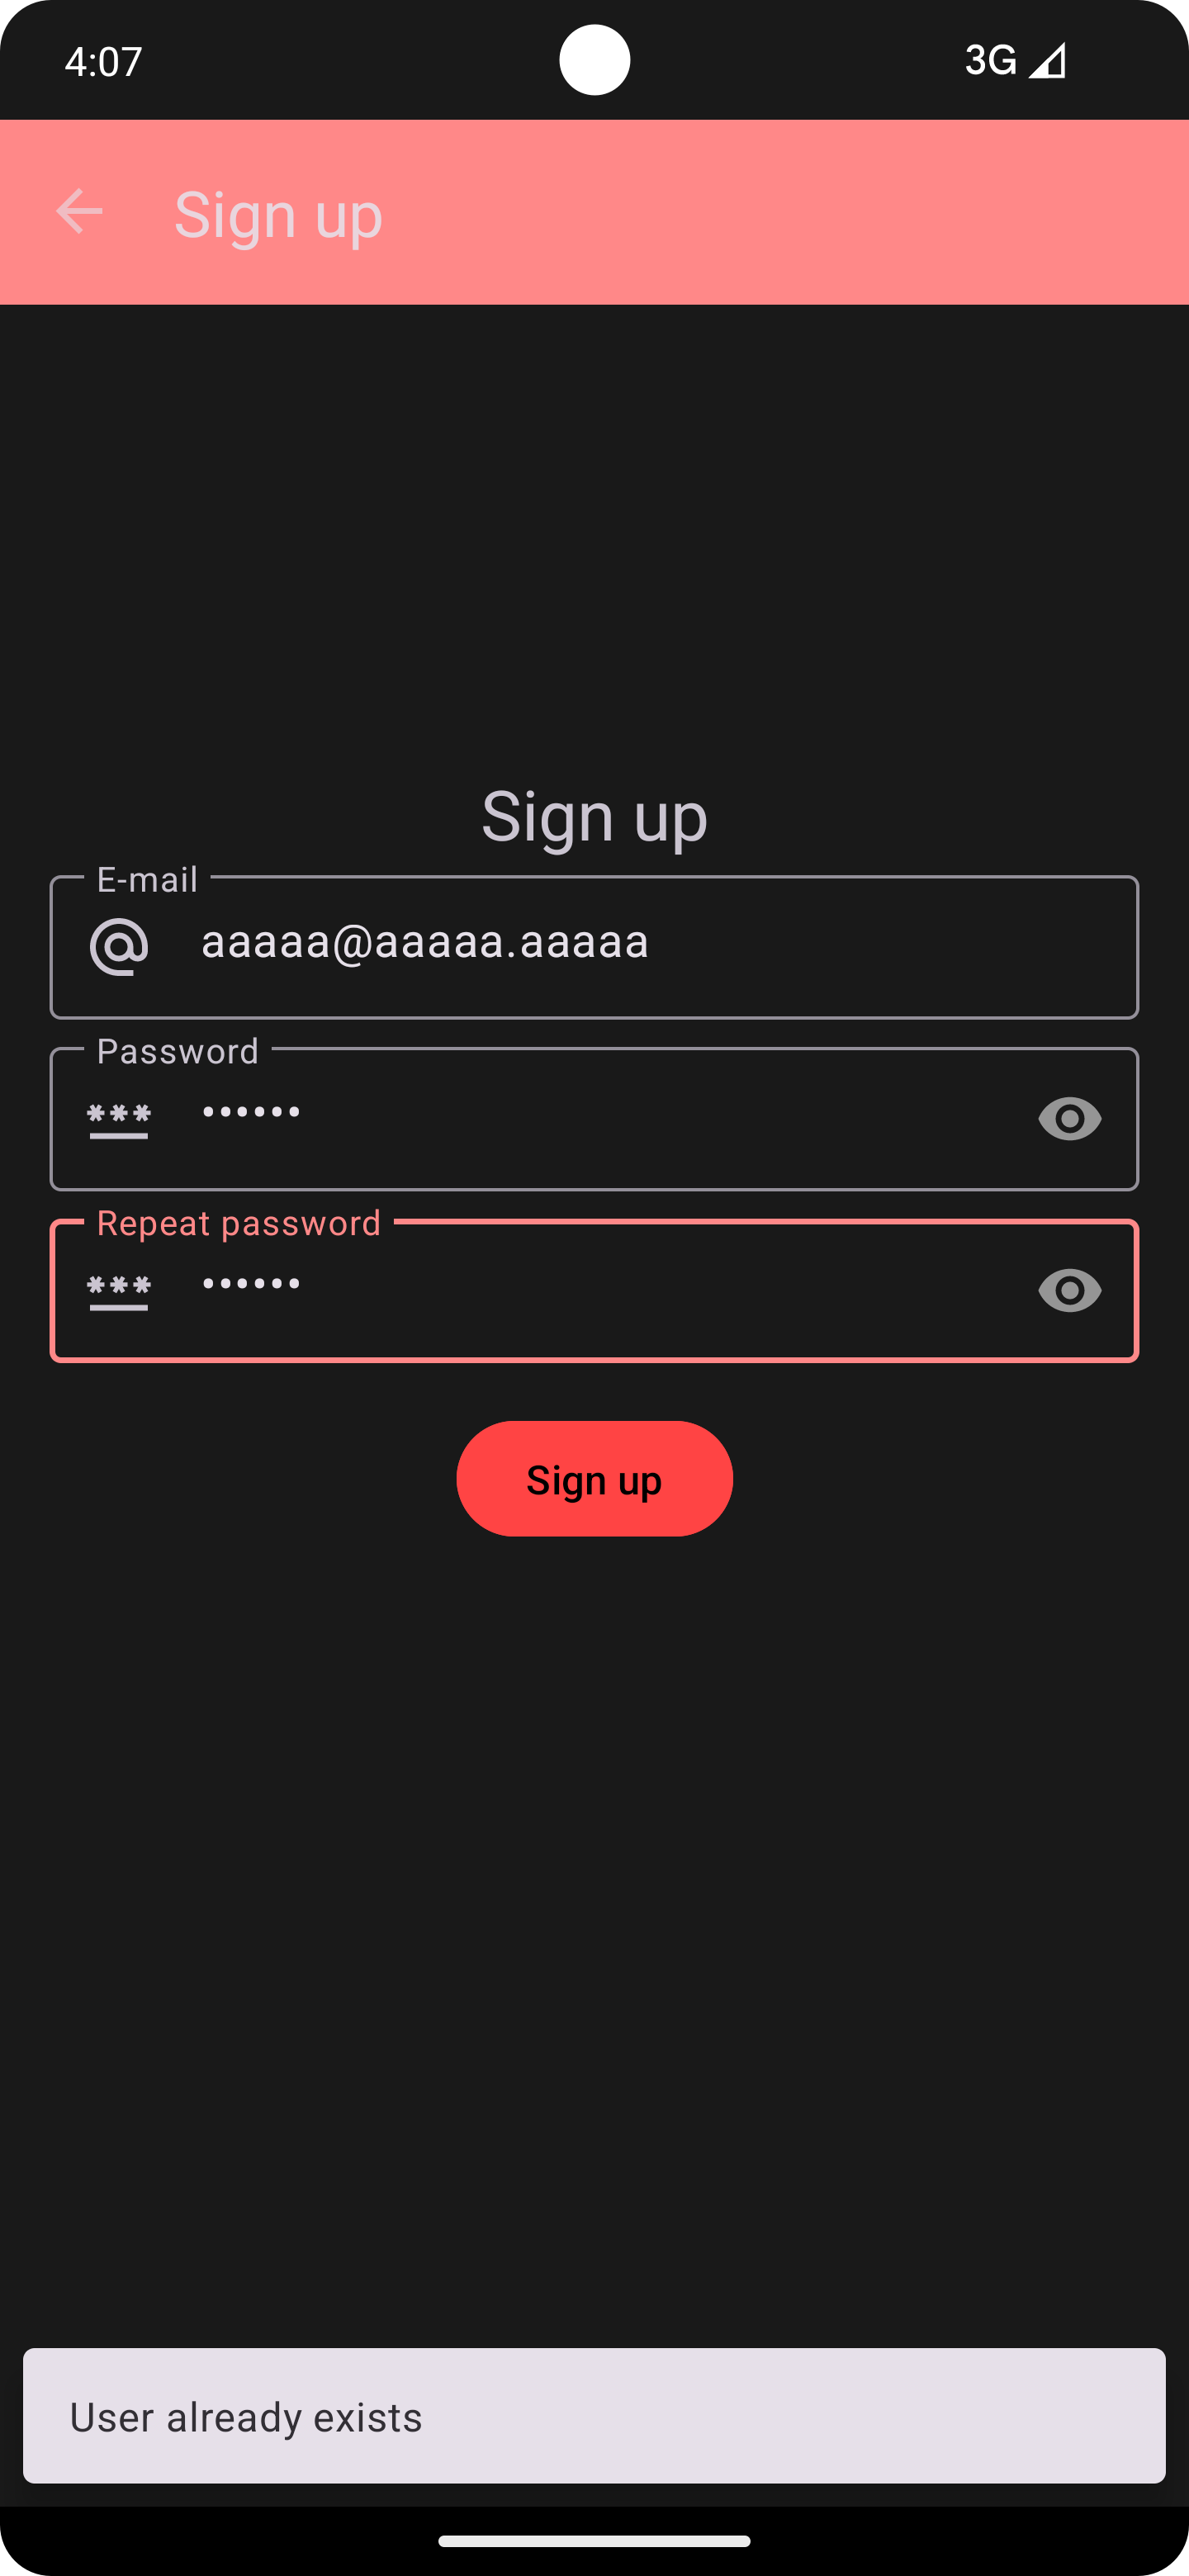 4:07 3G
Sign up
Sign up
E-mail
aaaaa@aaaaa.aaaaa
Password
••••••
Repeat password
••••••
Sign up
User already exists